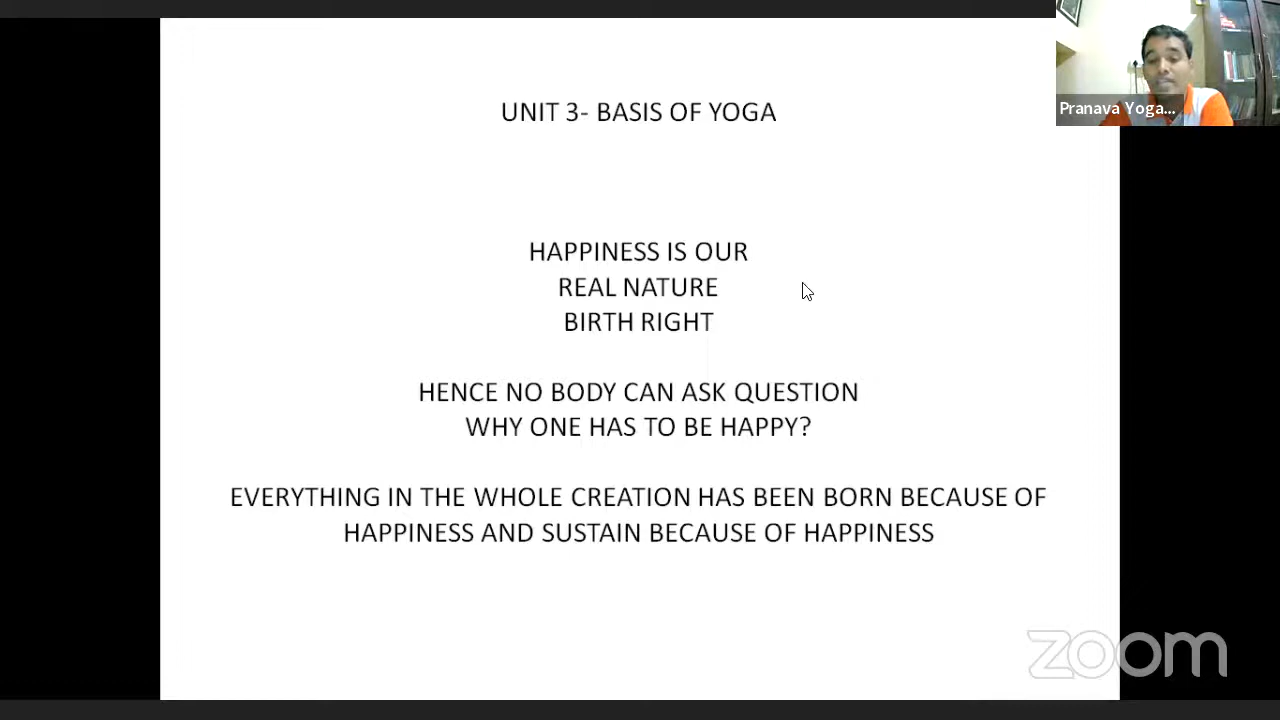 UNIT 3- BASIS OF YOGA
Pranava Yoga...
HAPPINESS IS OUR
REAL NATURE
BIRTH RIGHT
HENCE NO BODY CAN ASK QUESTION
WHY ONE HAS TO BE HAPPY?
EVERYTHING IN THE WHOLE CREATION HAS BEEN BORN BECAUSE OF
HAPPINESS AND SUSTAIN BECAUSE OF HAPPINESS
zoom